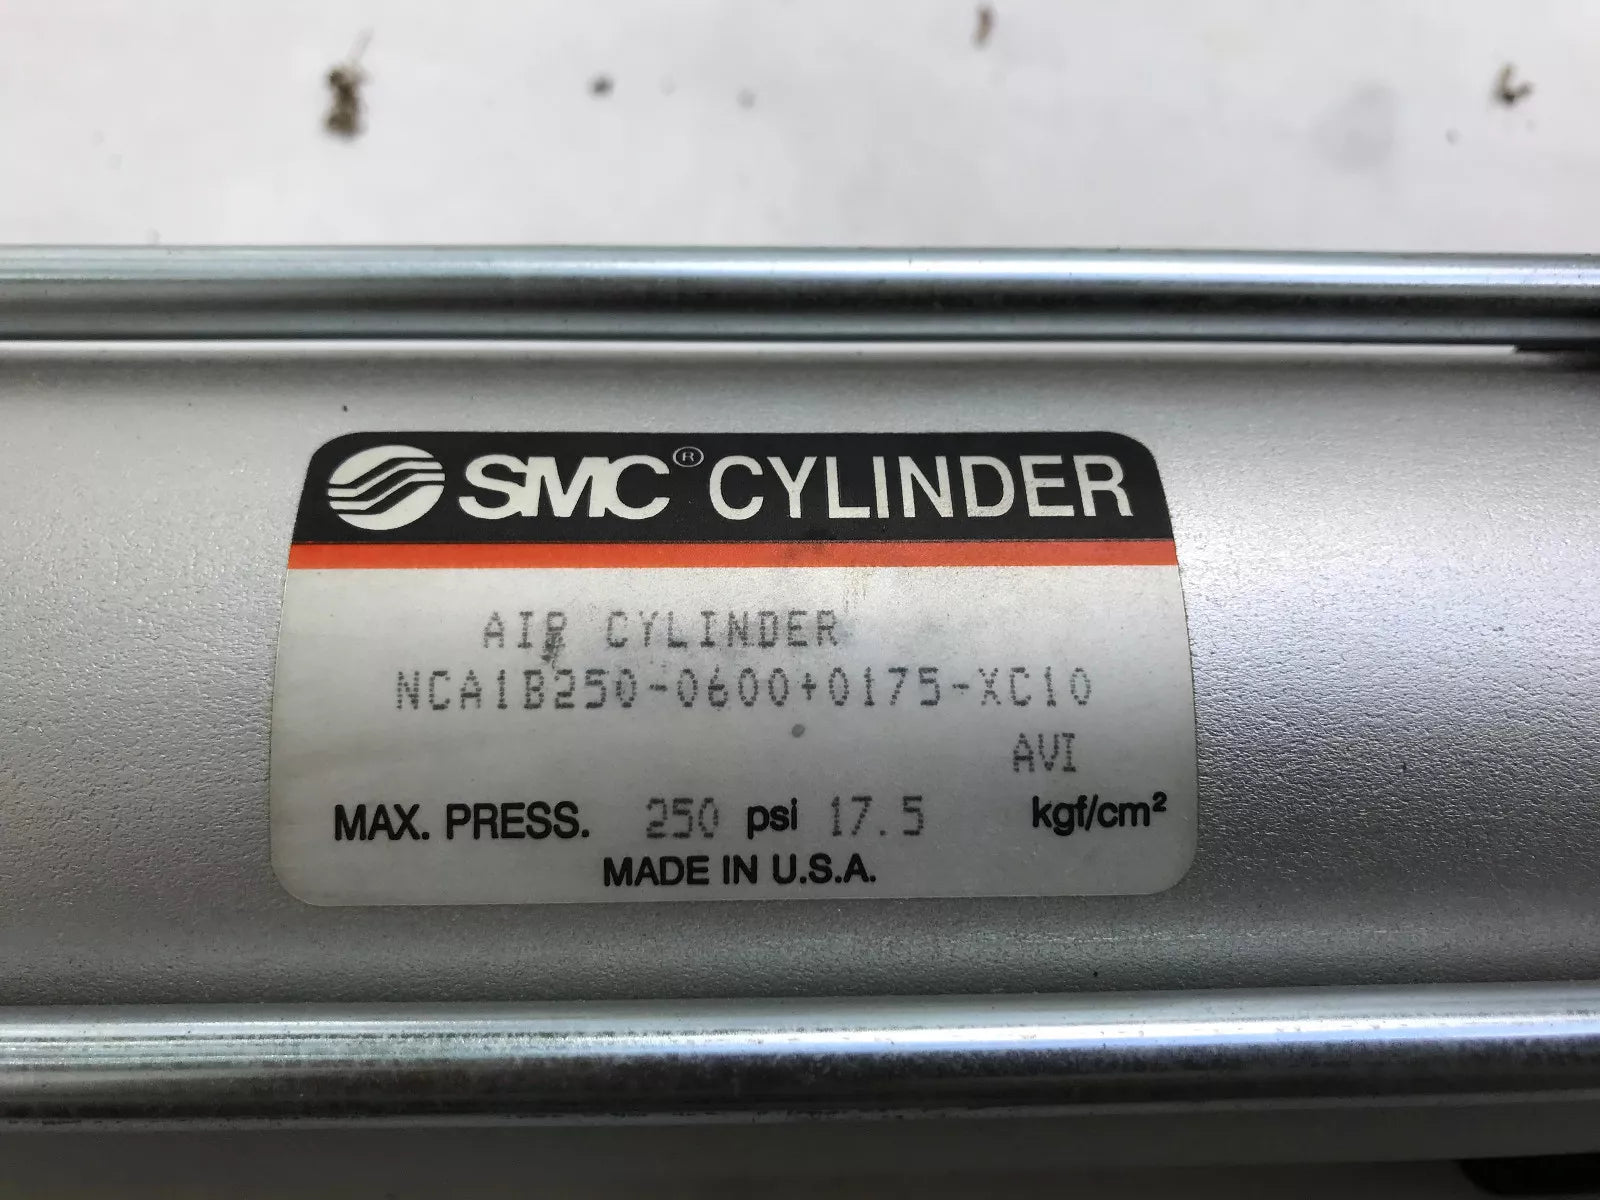 SMC® CYLINDER
AIR CYLINDER
NCA1B250-0600+0175-XC10
AVI
MAX. PRESS. 250 psi 17.5 kgf/cm²
MADE IN U.S.A.